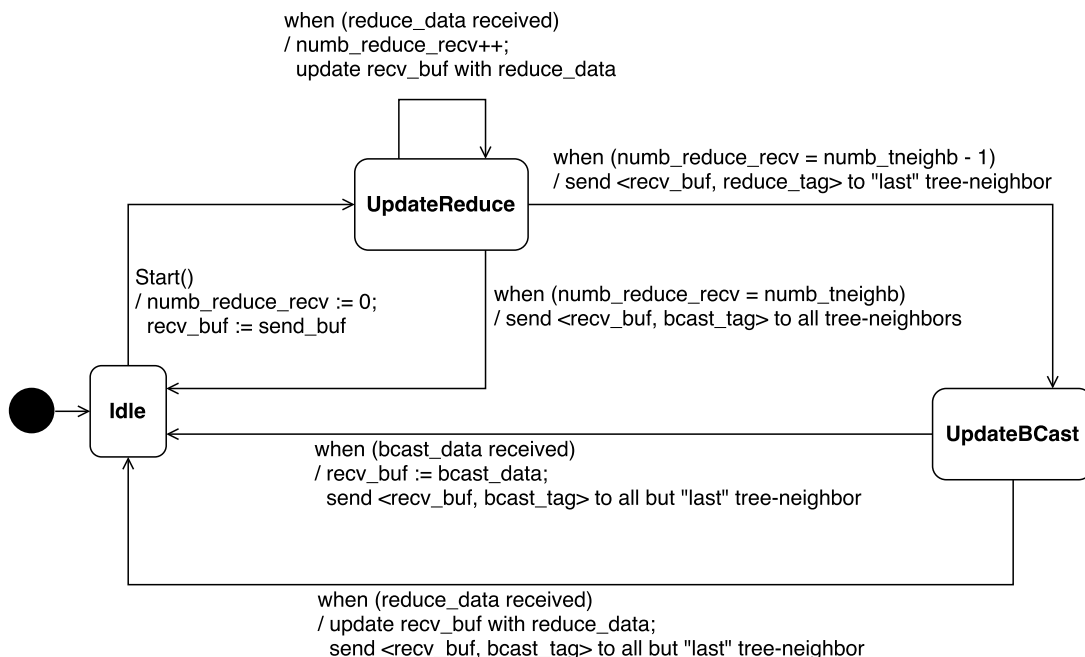 when (reduce_data received)
/ numb_reduce_recv++;
update recv_buf with reduce_data
when (numb_reduce_recv = numb_tneighb - 1)
/ send <recv_buf, reduce_tag> to "last" tree-neighbor
UpdateReduce
Start()
/ numb_reduce_recv := 0;
recv_buf := send_buf
when (numb_reduce_recv = numb_tneighb)
/ send <recv_buf, bcast_tag> to all tree-neighbors
Idle
UpdateBCast
when (bcast_data received)
/ recv_buf := bcast_data;
send <recv_buf, bcast_tag> to all but "last" tree-neighbor
when (reduce_data received)
/ update recv_buf with reduce_data;
send <recv_buf, bcast_tag> to all but "last" tree-neighbor